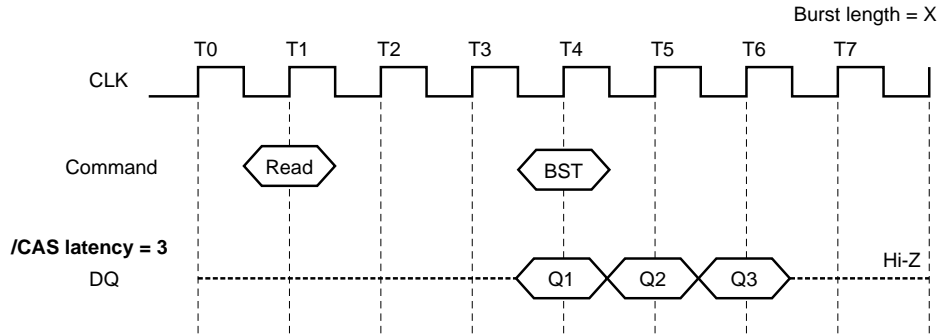 Burst length = X
T0 T1 T2 T3 T4 T5 T6 T7
CLK
Command Read BST
/CAS latency = 3
Hi-Z
DQ Q1 Q2 Q3